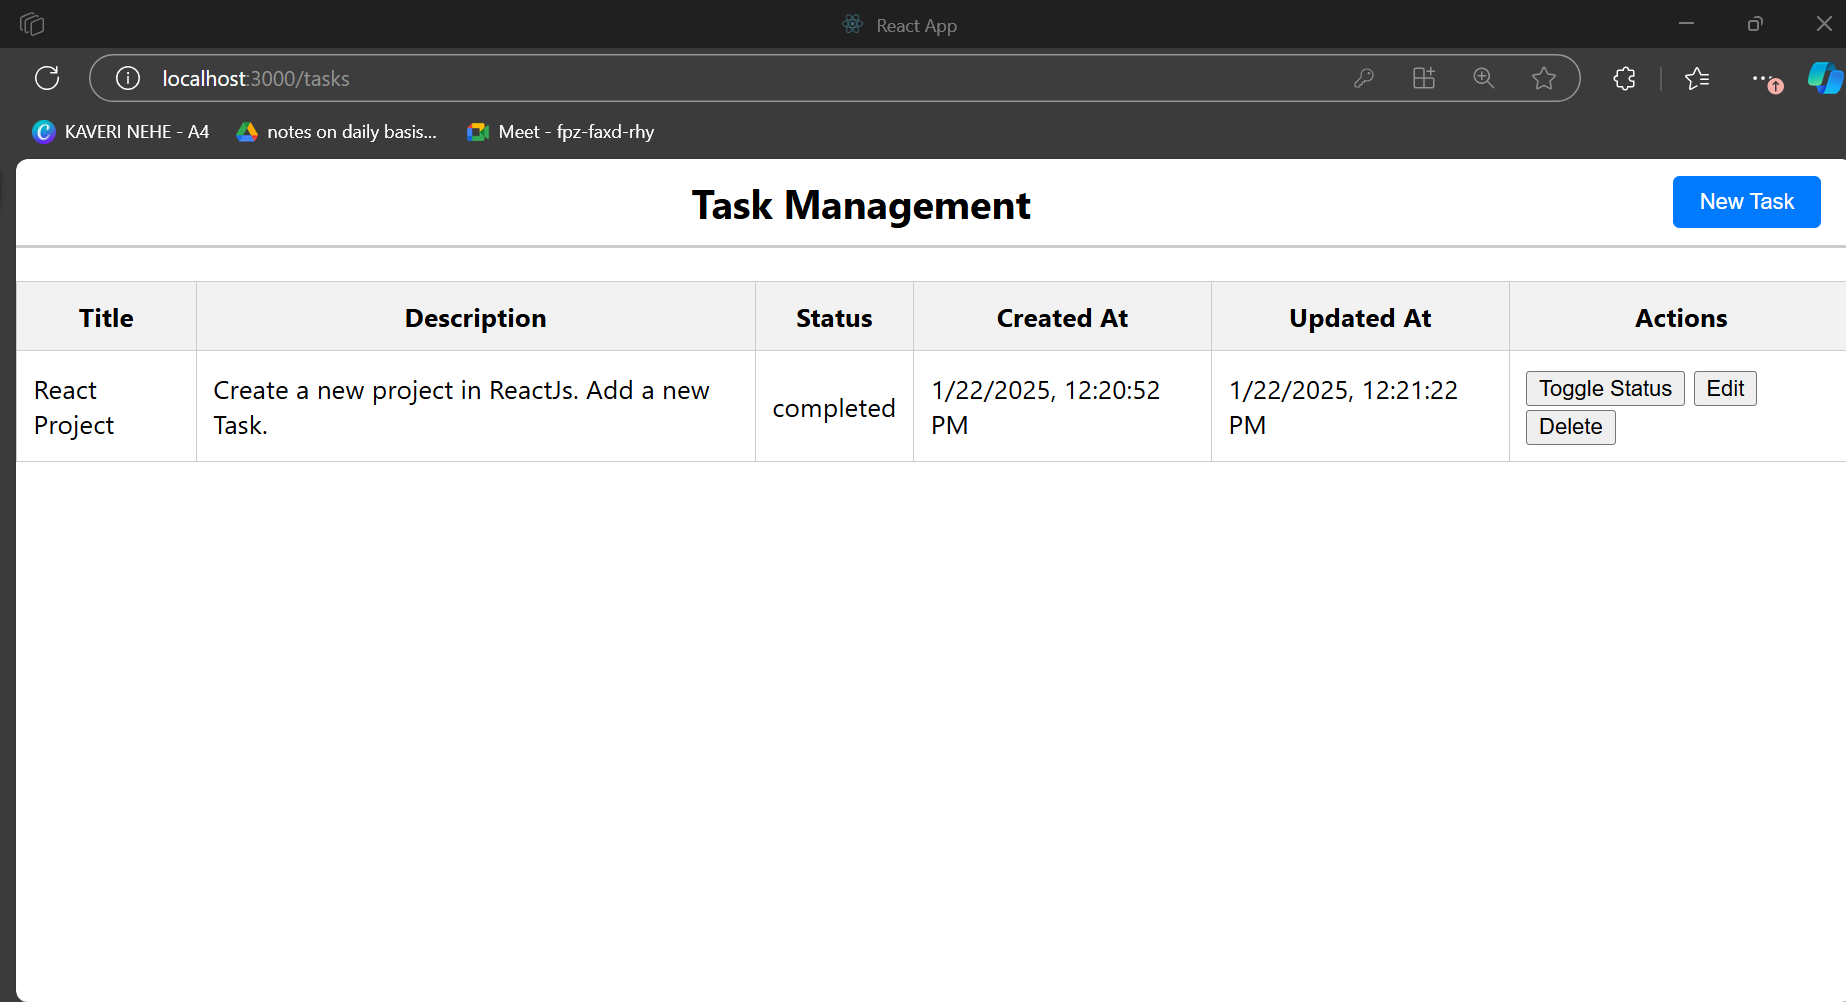 React App
localhost:3000/tasks
KAVERI NEHE - A4 notes on daily basis... Meet - fpz-faxd-rhy
Task Management New Task
Title Description Status Created At Updated At Actions
React Create a new project in ReactJs. Add a new completed 1/22/2025, 12:20:52 1/22/2025, 12:21:22 Toggle Status Edit
Project Task. PM PM Delete